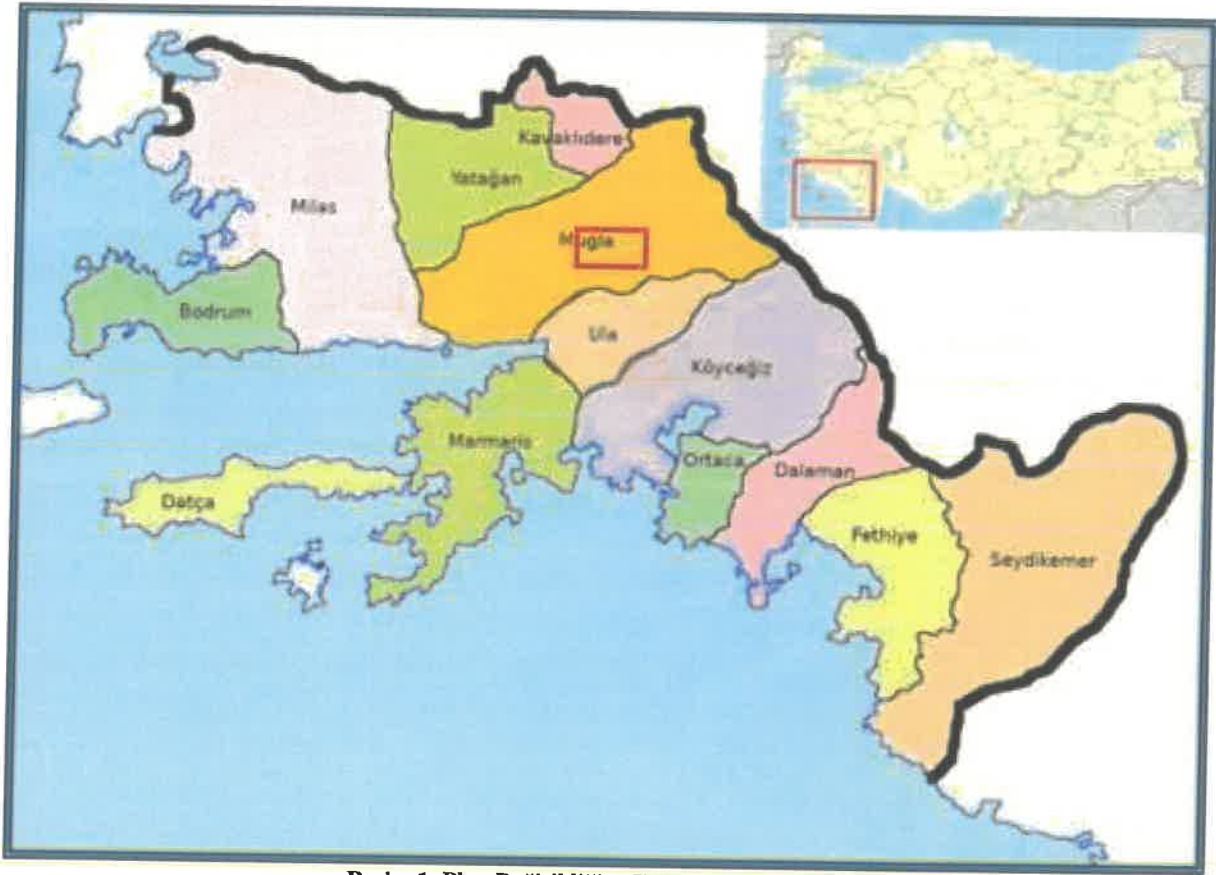 Kavaklıdere
Yatağan
Milas
Muğla
Bodrum
Ula
Köyceğiz
Marmaris
Ortaca
Dalaman
Datça
Fethiye
Seydikemer